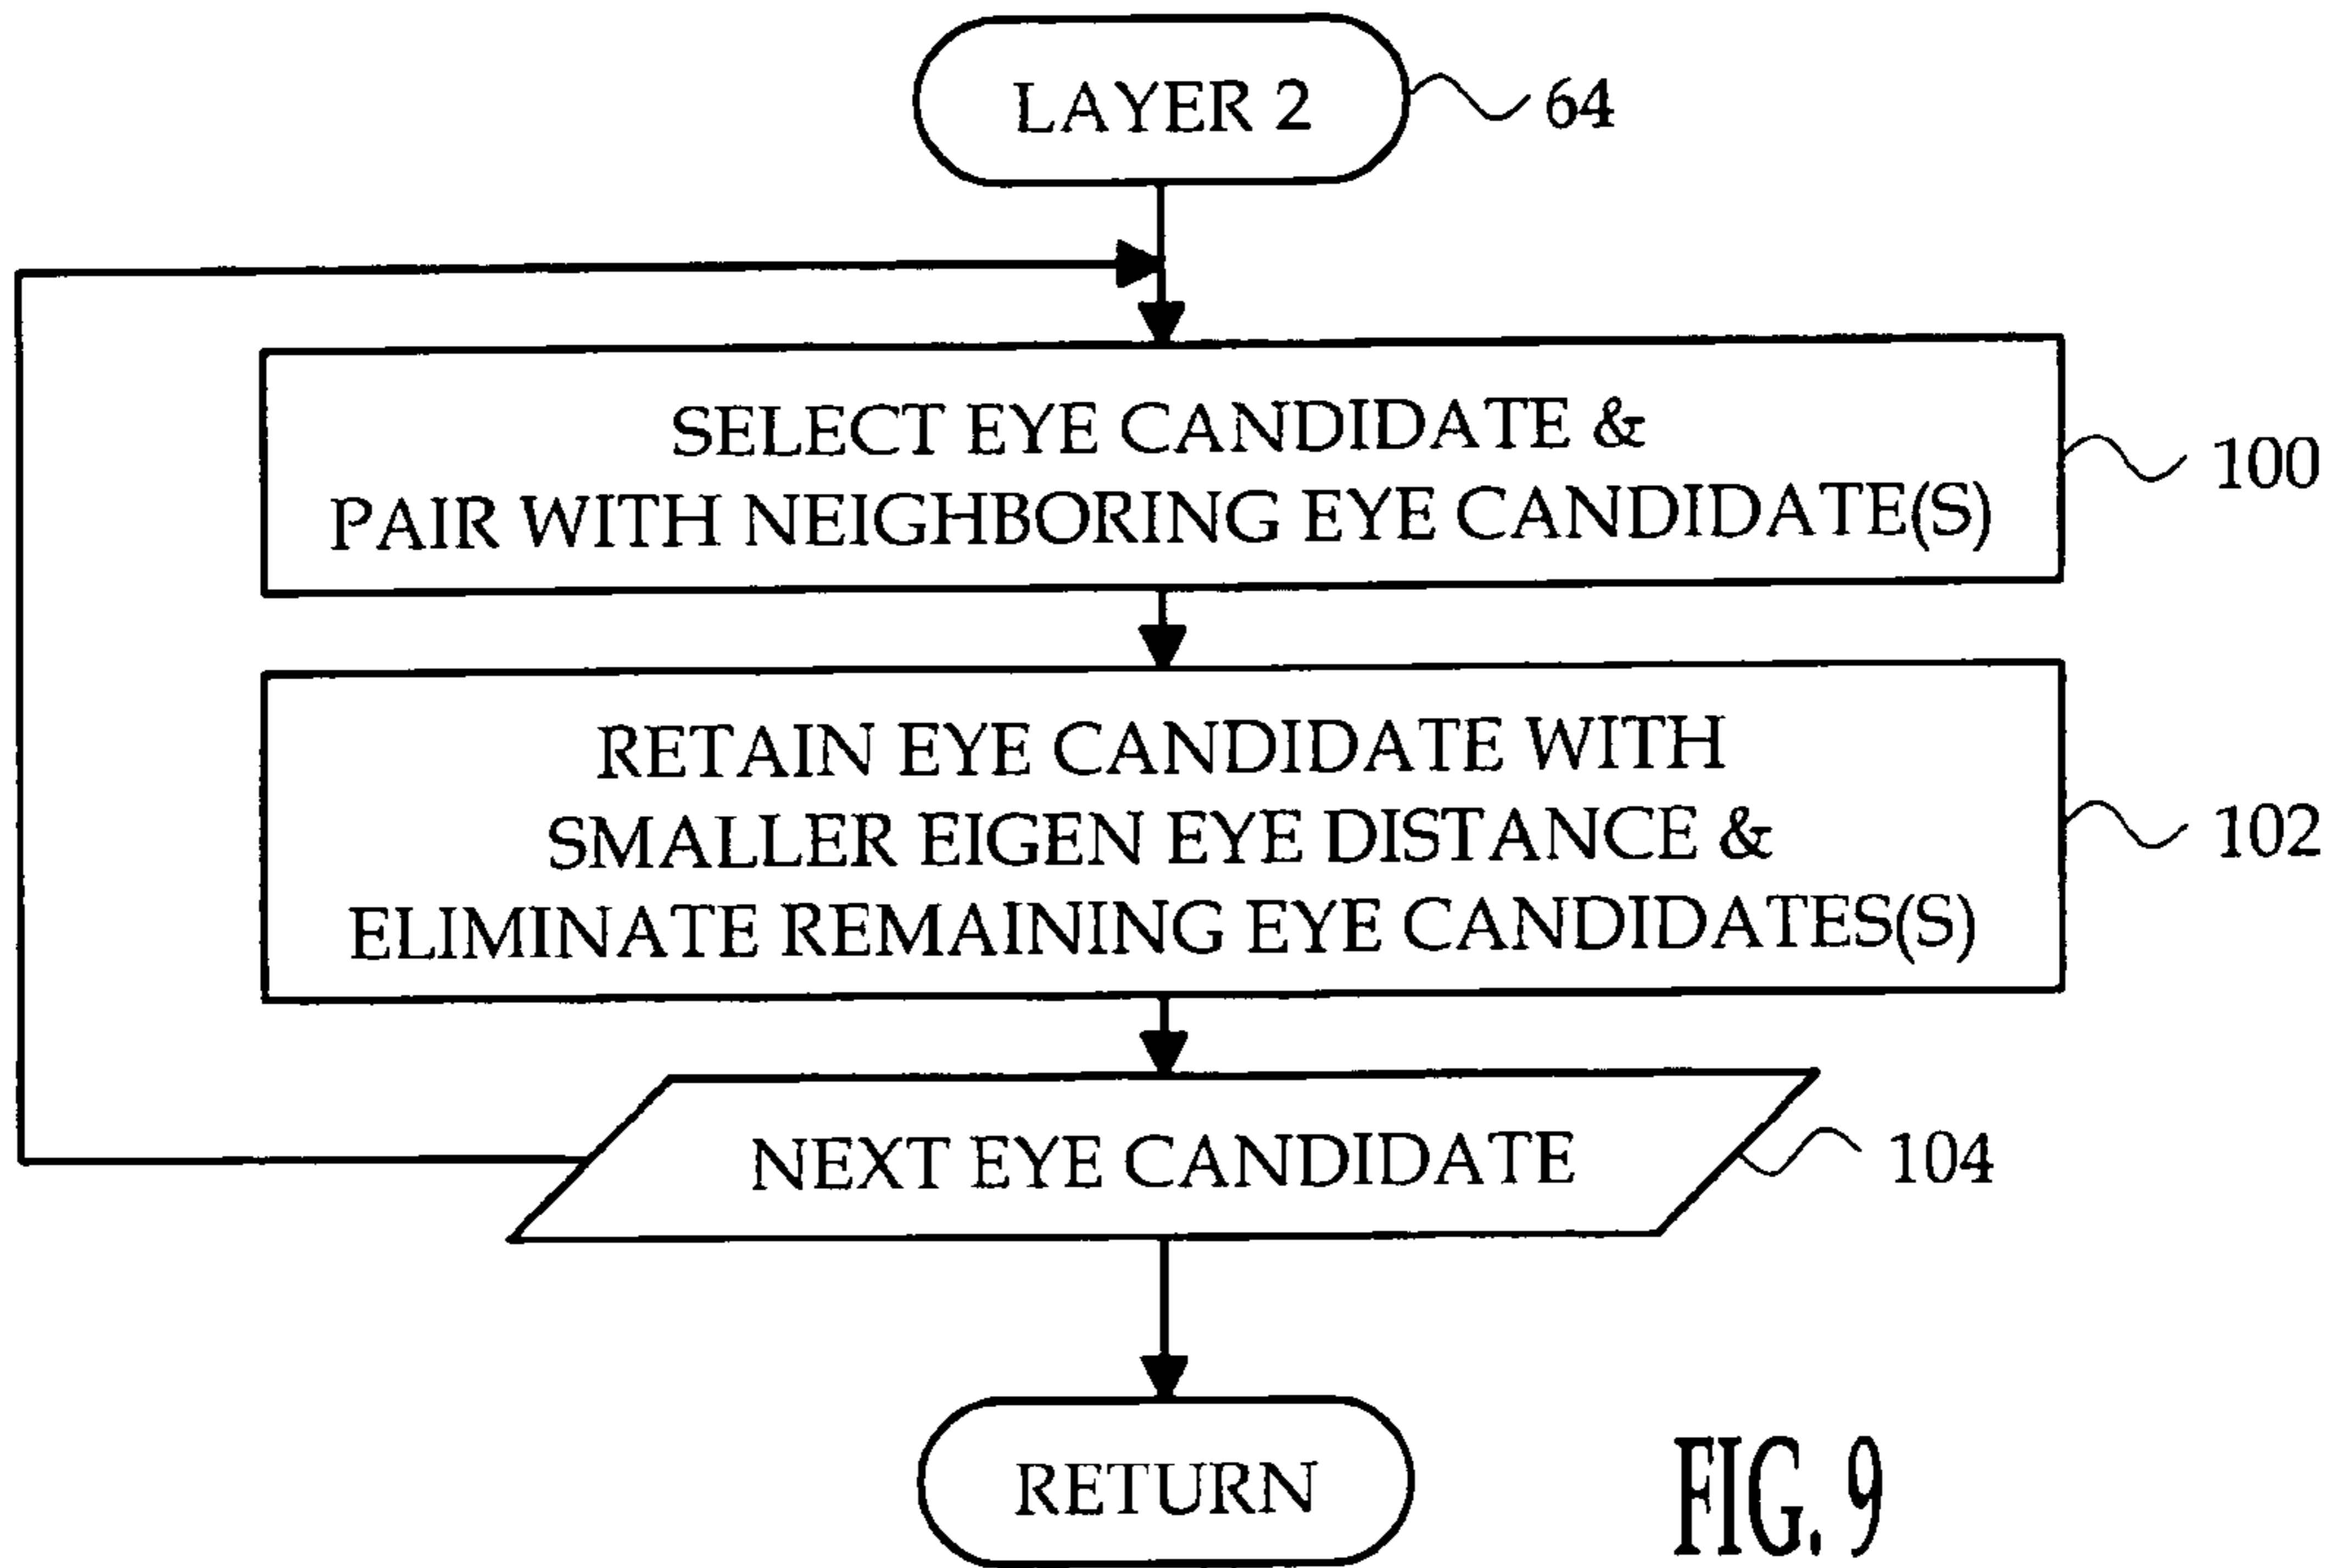 LAYER 2
64
SELECT EYE CANDIDATE &
PAIR WITH NEIGHBORING EYE CANDIDATE(S)
100
RETAIN EYE CANDIDATE WITH
SMALLER EIGEN EYE DISTANCE &
ELIMINATE REMAINING EYE CANDIDATES(S)
102
NEXT EYE CANDIDATE
104
RETURN
FIG. 9